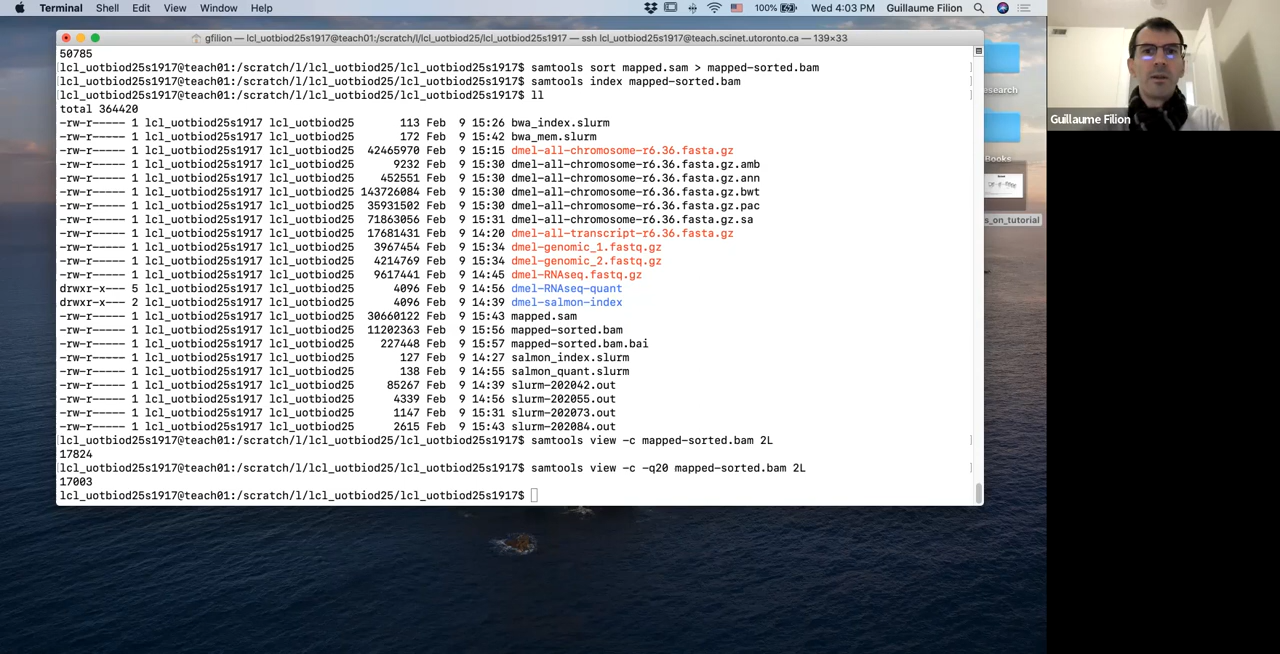 Terminal Shell Edit View Window Help 100% Wed 4:03 PM Guillaume Filion
gfilion — lcl_uotbiod25s1917@teach01:/scratch/l/lcl_uotbiod25/lcl_uotbiod25s1917 — ssh lcl_uotbiod25s1917@teach.scinet.utoronto.ca — 139×33
50785
[lcl_uotbiod25s1917@teach01:/scratch/l/lcl_uotbiod25/lcl_uotbiod25s1917$ samtools sort mapped.sam > mapped-sorted.bam ]
[lcl_uotbiod25s1917@teach01:/scratch/l/lcl_uotbiod25/lcl_uotbiod25s1917$ samtools index mapped-sorted.bam ]
[lcl_uotbiod25s1917@teach01:/scratch/l/lcl_uotbiod25/lcl_uotbiod25s1917$ ll ]
total 364420
-rw-r----- 1 lcl_uotbiod25s1917 lcl_uotbiod25 113 Feb 9 15:26 bwa_index.slurm
-rw-r----- 1 lcl_uotbiod25s1917 lcl_uotbiod25 172 Feb 9 15:42 bwa_mem.slurm
-rw-r----- 1 lcl_uotbiod25s1917 lcl_uotbiod25 42465970 Feb 9 15:15 dmel-all-chromosome-r6.36.fasta.gz
-rw-r----- 1 lcl_uotbiod25s1917 lcl_uotbiod25 9232 Feb 9 15:30 dmel-all-chromosome-r6.36.fasta.gz.amb
-rw-r----- 1 lcl_uotbiod25s1917 lcl_uotbiod25 452551 Feb 9 15:30 dmel-all-chromosome-r6.36.fasta.gz.ann
-rw-r----- 1 lcl_uotbiod25s1917 lcl_uotbiod25 143726084 Feb 9 15:30 dmel-all-chromosome-r6.36.fasta.gz.bwt
-rw-r----- 1 lcl_uotbiod25s1917 lcl_uotbiod25 35931502 Feb 9 15:30 dmel-all-chromosome-r6.36.fasta.gz.pac
-rw-r----- 1 lcl_uotbiod25s1917 lcl_uotbiod25 71863056 Feb 9 15:31 dmel-all-chromosome-r6.36.fasta.gz.sa
-rw-r----- 1 lcl_uotbiod25s1917 lcl_uotbiod25 17681431 Feb 9 14:20 dmel-all-transcript-r6.36.fasta.gz
-rw-r----- 1 lcl_uotbiod25s1917 lcl_uotbiod25 3967454 Feb 9 15:34 dmel-genomic_1.fastq.gz
-rw-r----- 1 lcl_uotbiod25s1917 lcl_uotbiod25 4214769 Feb 9 15:34 dmel-genomic_2.fastq.gz
-rw-r----- 1 lcl_uotbiod25s1917 lcl_uotbiod25 9617441 Feb 9 14:45 dmel-RNAseq.fastq.gz
drwxr-x--- 5 lcl_uotbiod25s1917 lcl_uotbiod25 4096 Feb 9 14:56 dmel-RNAseq-quant
drwxr-x--- 2 lcl_uotbiod25s1917 lcl_uotbiod25 4096 Feb 9 14:39 dmel-salmon-index
-rw-r----- 1 lcl_uotbiod25s1917 lcl_uotbiod25 30660122 Feb 9 15:43 mapped.sam
-rw-r----- 1 lcl_uotbiod25s1917 lcl_uotbiod25 11202363 Feb 9 15:56 mapped-sorted.bam
-rw-r----- 1 lcl_uotbiod25s1917 lcl_uotbiod25 227448 Feb 9 15:57 mapped-sorted.bam.bai
-rw-r----- 1 lcl_uotbiod25s1917 lcl_uotbiod25 127 Feb 9 14:27 salmon_index.slurm
-rw-r----- 1 lcl_uotbiod25s1917 lcl_uotbiod25 138 Feb 9 14:55 salmon_quant.slurm
-rw-r----- 1 lcl_uotbiod25s1917 lcl_uotbiod25 85267 Feb 9 14:39 slurm-202042.out
-rw-r----- 1 lcl_uotbiod25s1917 lcl_uotbiod25 4339 Feb 9 14:56 slurm-202055.out
-rw-r----- 1 lcl_uotbiod25s1917 lcl_uotbiod25 1147 Feb 9 15:31 slurm-202073.out
-rw-r----- 1 lcl_uotbiod25s1917 lcl_uotbiod25 2615 Feb 9 15:43 slurm-202084.out
[lcl_uotbiod25s1917@teach01:/scratch/l/lcl_uotbiod25/lcl_uotbiod25s1917$ samtools view -c mapped-sorted.bam 2L ]
17824
[lcl_uotbiod25s1917@teach01:/scratch/l/lcl_uotbiod25/lcl_uotbiod25s1917$ samtools view -c -q20 mapped-sorted.bam 2L ]
17003
lcl_uotbiod25s1917@teach01:/scratch/l/lcl_uotbiod25/lcl_uotbiod25s1917$
esearch
Books
s_on_tutorial
Guillaume Filion